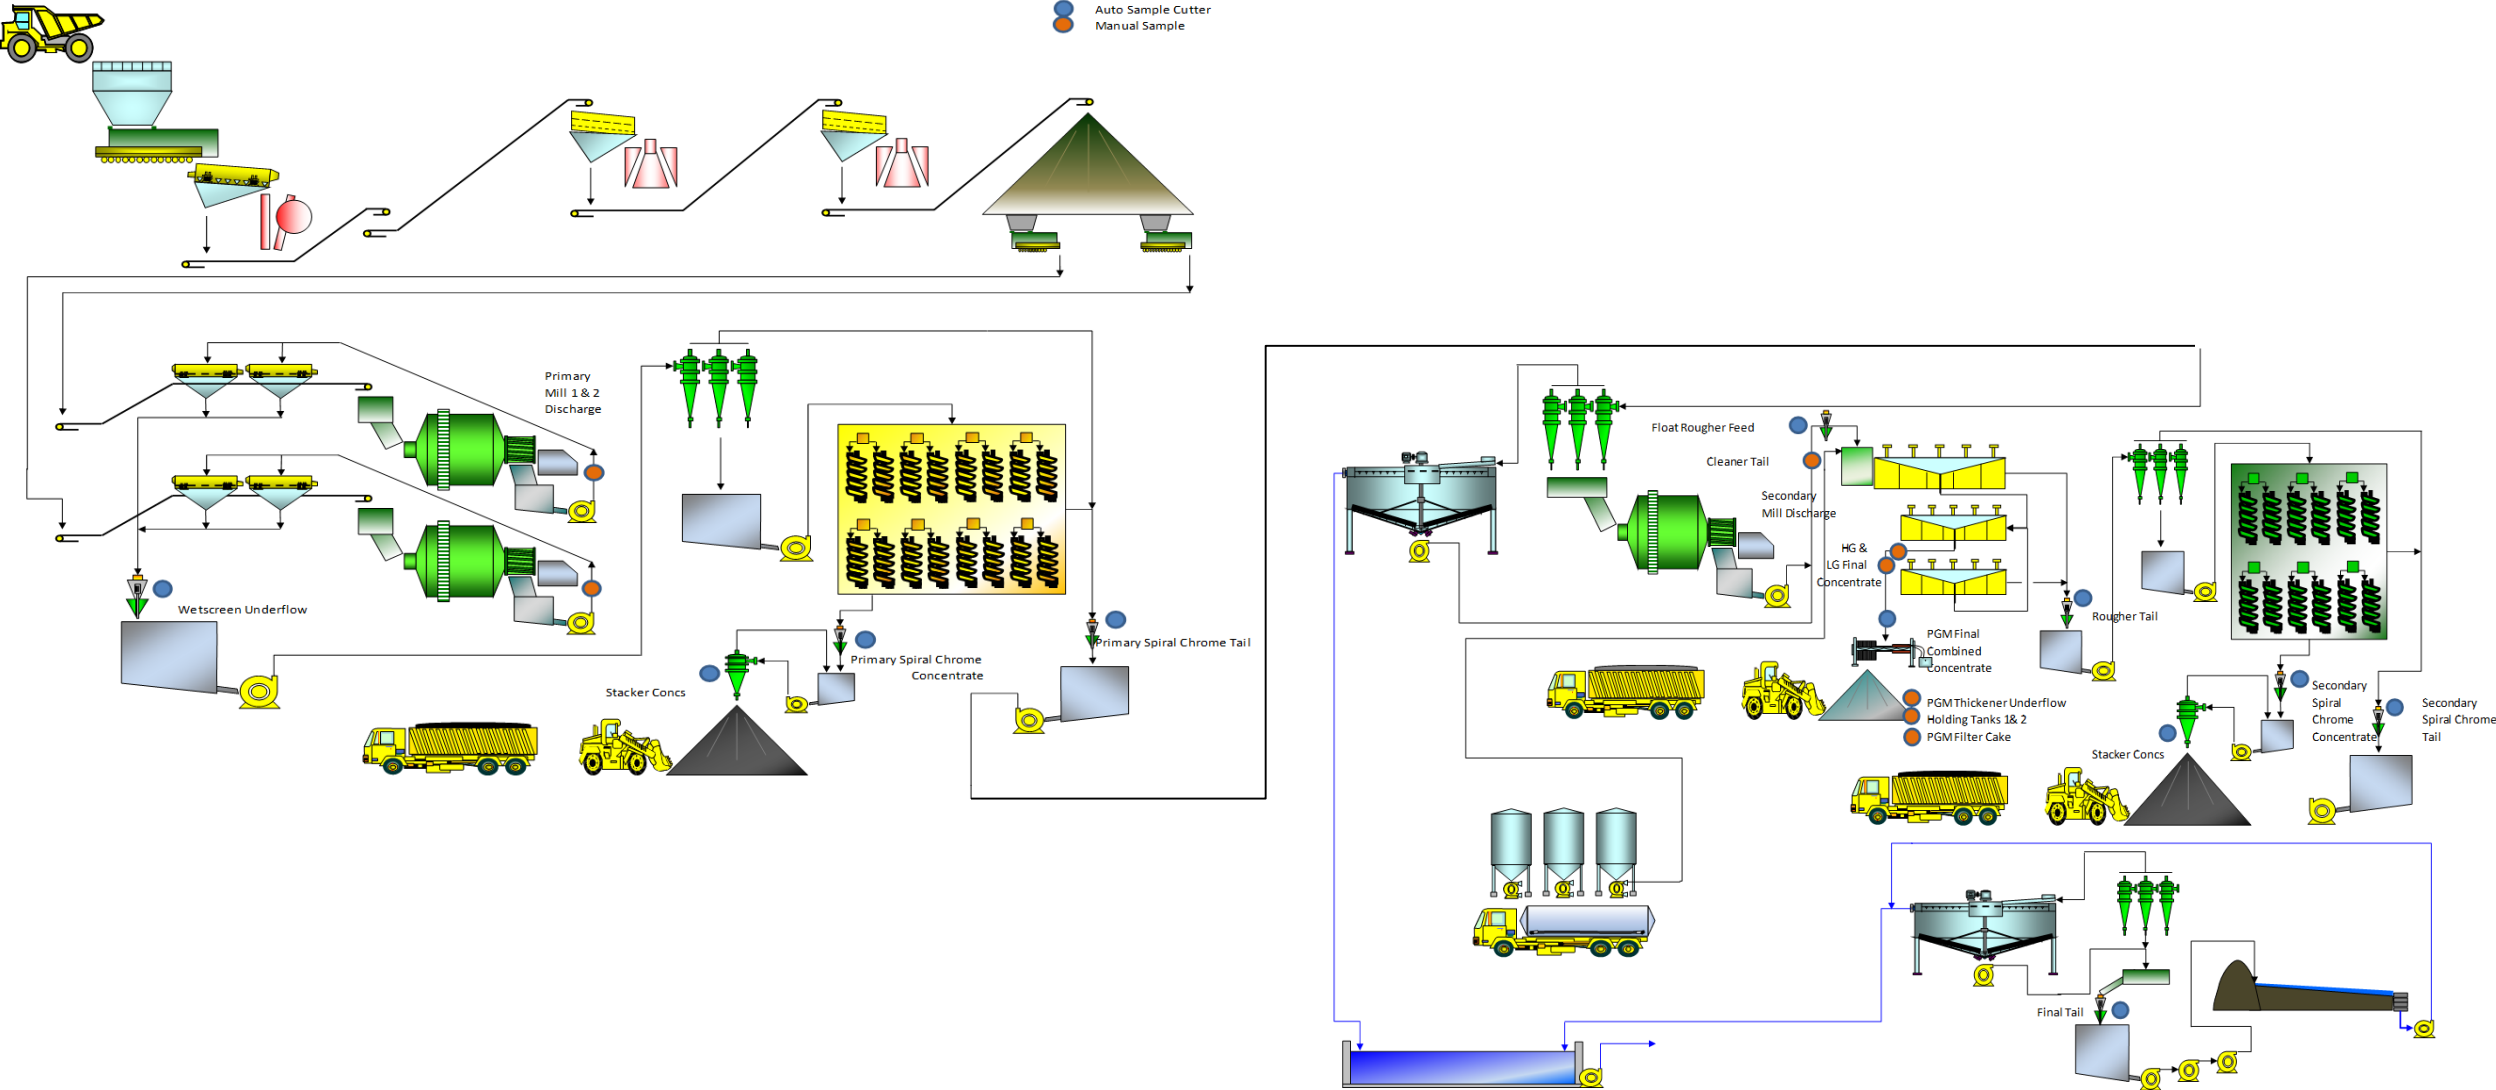 Auto Sample Cutter
Manual Sample
Primary
Mill 1 & 2
Discharge
Wetscreen Underflow
Stacker Concs
Primary Spiral Chrome
Concentrate
Primary Spiral Chrome Tail
Float Rougher Feed
Cleaner Tail
Secondary
Mill Discharge
HG &
LG Final
Concentrate
PGM Final
Combined
Concentrate
PGM Thickener Underflow
Holding Tanks 1& 2
PGM Filter Cake
Rougher Tail
Stacker Concs
Secondary
Spiral
Chrome
Concentrate
Secondary
Spiral Chrome
Tail
Final Tail